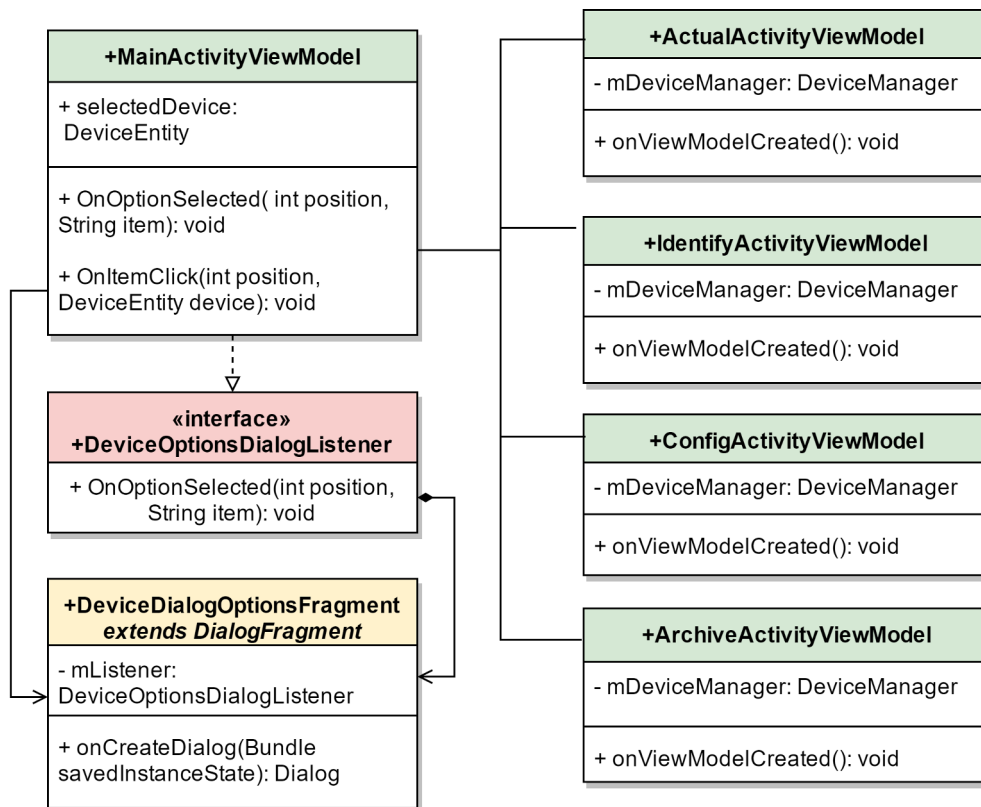 +MainActivityViewModel
+ selectedDevice:
DeviceEntity
+ OnOptionSelected( int position,
String item): void
+ OnItemClick(int position,
DeviceEntity device): void
«interface»
+DeviceOptionsDialogListener
+ OnOptionSelected(int position,
String item): void
+DeviceDialogOptionsFragment
extends DialogFragment
- mListener:
DeviceOptionsDialogListener
+ onCreateDialog(Bundle
savedInstanceState): Dialog
+ActualActivityViewModel
- mDeviceManager: DeviceManager
+ onViewModelCreated(): void
+IdentifyActivityViewModel
- mDeviceManager: DeviceManager
+ onViewModelCreated(): void
+ConfigActivityViewModel
- mDeviceManager: DeviceManager
+ onViewModelCreated(): void
+ArchiveActivityViewModel
- mDeviceManager: DeviceManager
+ onViewModelCreated(): void